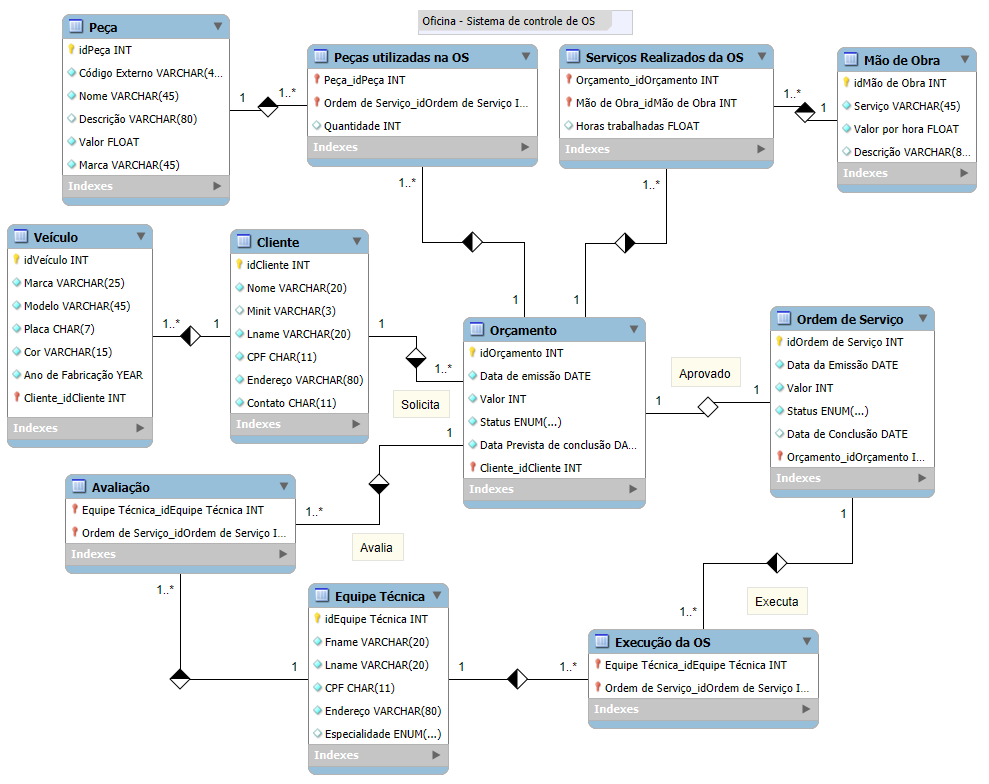 Oficina - Sistema de controle de OS
Peça
idPeça INT
Código Externo VARCHAR(4...
Nome VARCHAR(45)
Descrição VARCHAR(80)
Valor FLOAT
Marca VARCHAR(45)
Indexes
1
1..*
Peças utilizadas na OS
Peça_idPeça INT
Ordem de Serviço_idOrdem de Serviço I...
Quantidade INT
Indexes
1..*
1
Serviços Realizados da OS
Orçamento_idOrçamento INT
Mão de Obra_idMão de Obra INT
Horas trabalhadas FLOAT
Indexes
1..*
1
1..*
1
Mão de Obra
idMão de Obra INT
Serviço VARCHAR(45)
Valor por hora FLOAT
Descrição VARCHAR(8...
Indexes
Veículo
idVeículo INT
Marca VARCHAR(25)
Modelo VARCHAR(45)
Placa CHAR(7)
Cor VARCHAR(15)
Ano de Fabricação YEAR
Cliente_idCliente INT
Indexes
1..*
1
Cliente
idCliente INT
Nome VARCHAR(20)
Minit VARCHAR(3)
Lname VARCHAR(20)
CPF CHAR(11)
Endereço VARCHAR(80)
Contato CHAR(11)
Indexes
1
1..*
Solicita
Orçamento
idOrçamento INT
Data de emissão DATE
Valor INT
Status ENUM(...)
Data Prevista de conclusão DA...
Cliente_idCliente INT
Indexes
Aprovado
1
1
Ordem de Serviço
idOrdem de Serviço INT
Data da Emissão DATE
Valor INT
Status ENUM(...)
Data de Conclusão DATE
Orçamento_idOrçamento I...
Indexes
1
1..*
Avalia
Avaliação
Equipe Técnica_idEquipe Técnica INT
Ordem de Serviço_idOrdem de Serviço I...
Indexes
1..*
1
Equipe Técnica
idEquipe Técnica INT
Fname VARCHAR(20)
Lname VARCHAR(20)
CPF CHAR(11)
Endereço VARCHAR(80)
Especialidade ENUM(...)
Indexes
1
1..*
1
1..*
Executa
Execução da OS
Equipe Técnica_idEquipe Técnica INT
Ordem de Serviço_idOrdem de Serviço I...
Indexes